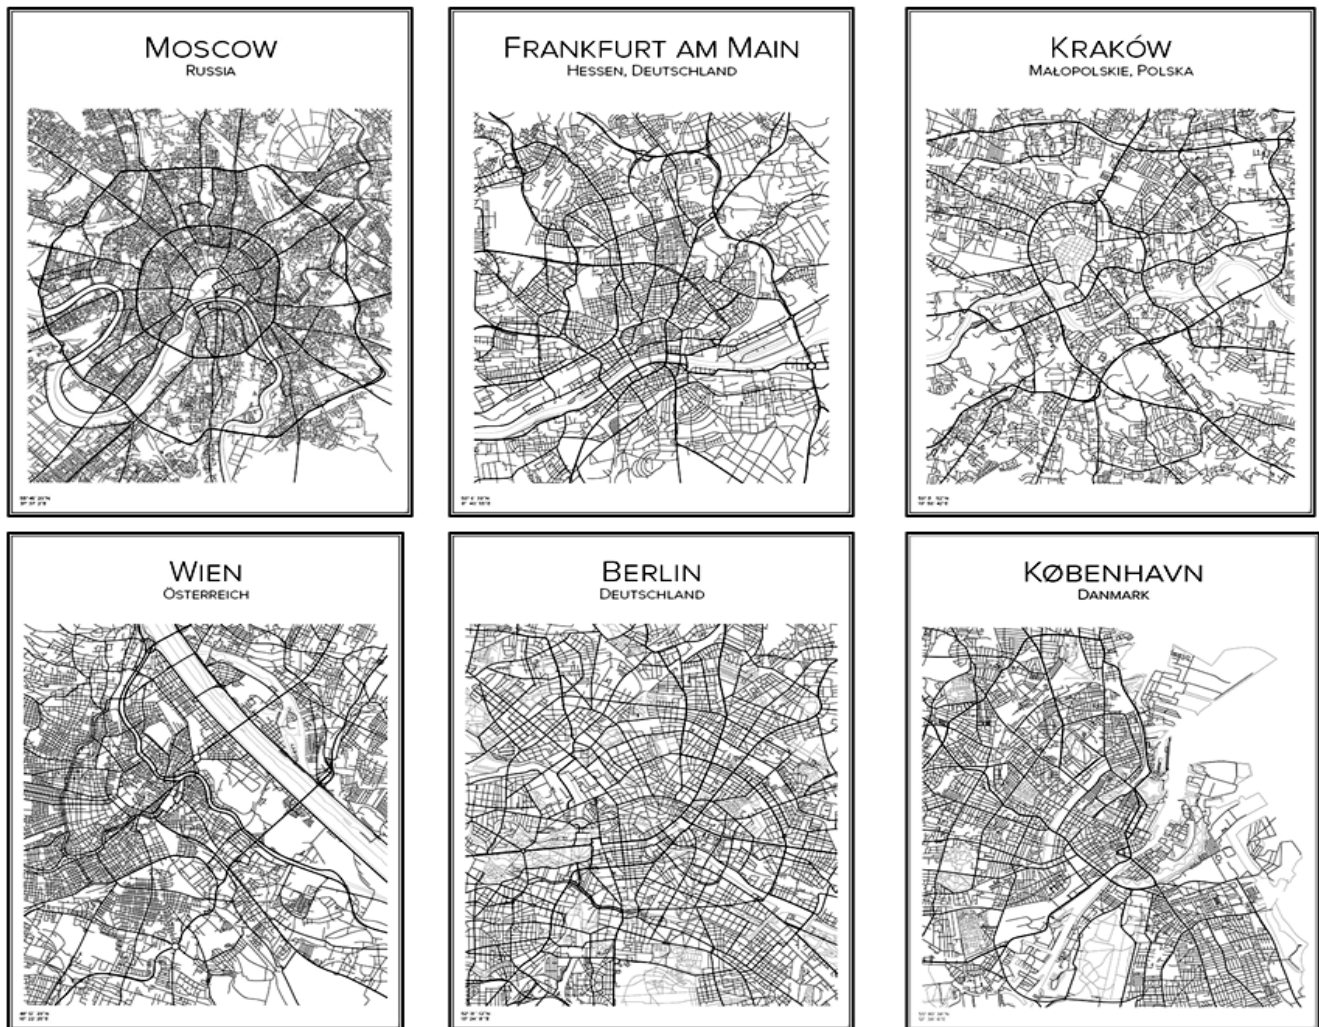 MOSCOW
RUSSIA
FRANKFURT AM MAIN
HESSEN, DEUTSCHLAND
KRAKÓW
MAŁOPOLSKIE, POLSKA
WIEN
ÖSTERREICH
BERLIN
DEUTSCHLAND
KØBENHAVN
DANMARK